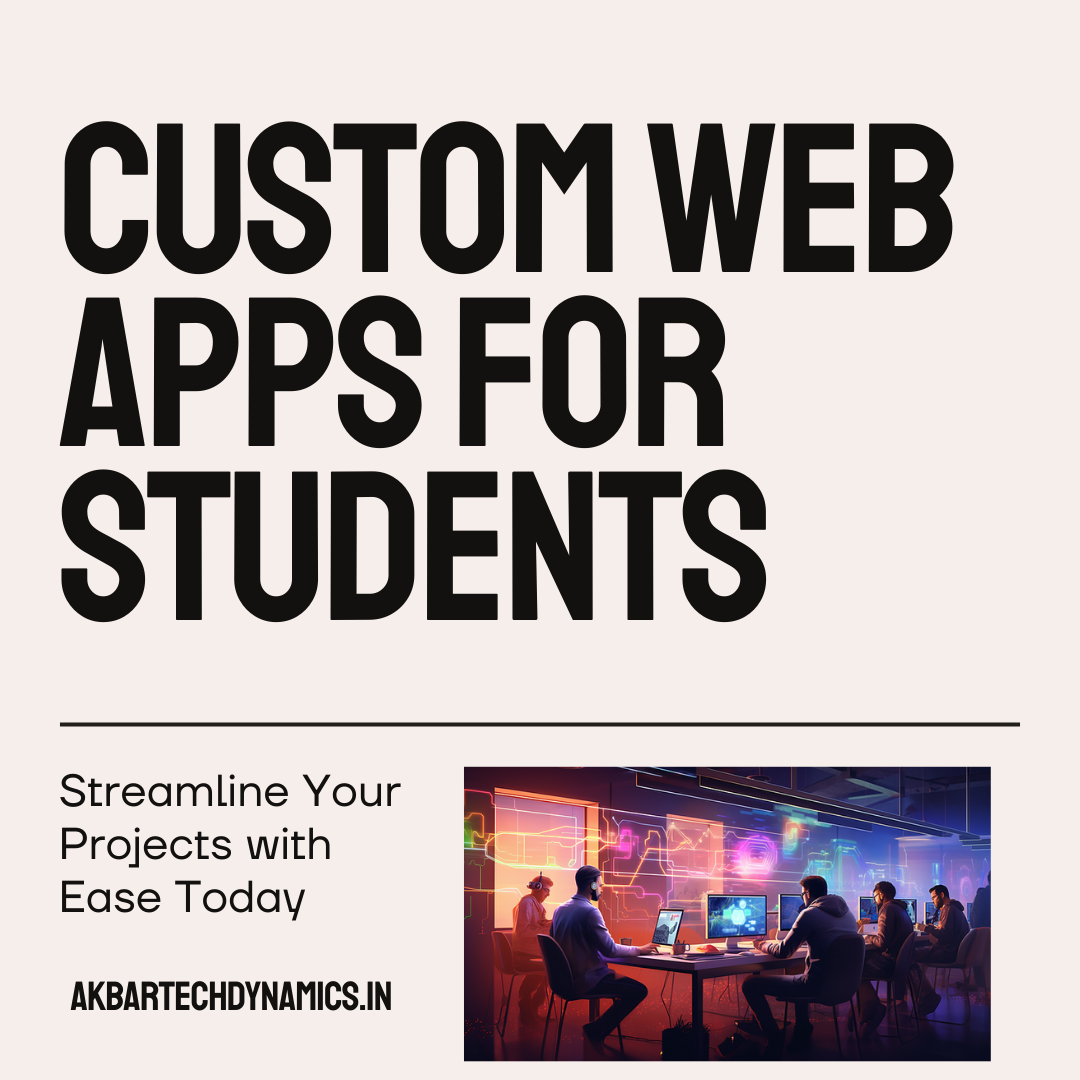 CUSTOM WEB
APPS FOR
STUDENTS
Streamline Your
Projects with
Ease Today
AKBARTECHDYNAMICS.IN